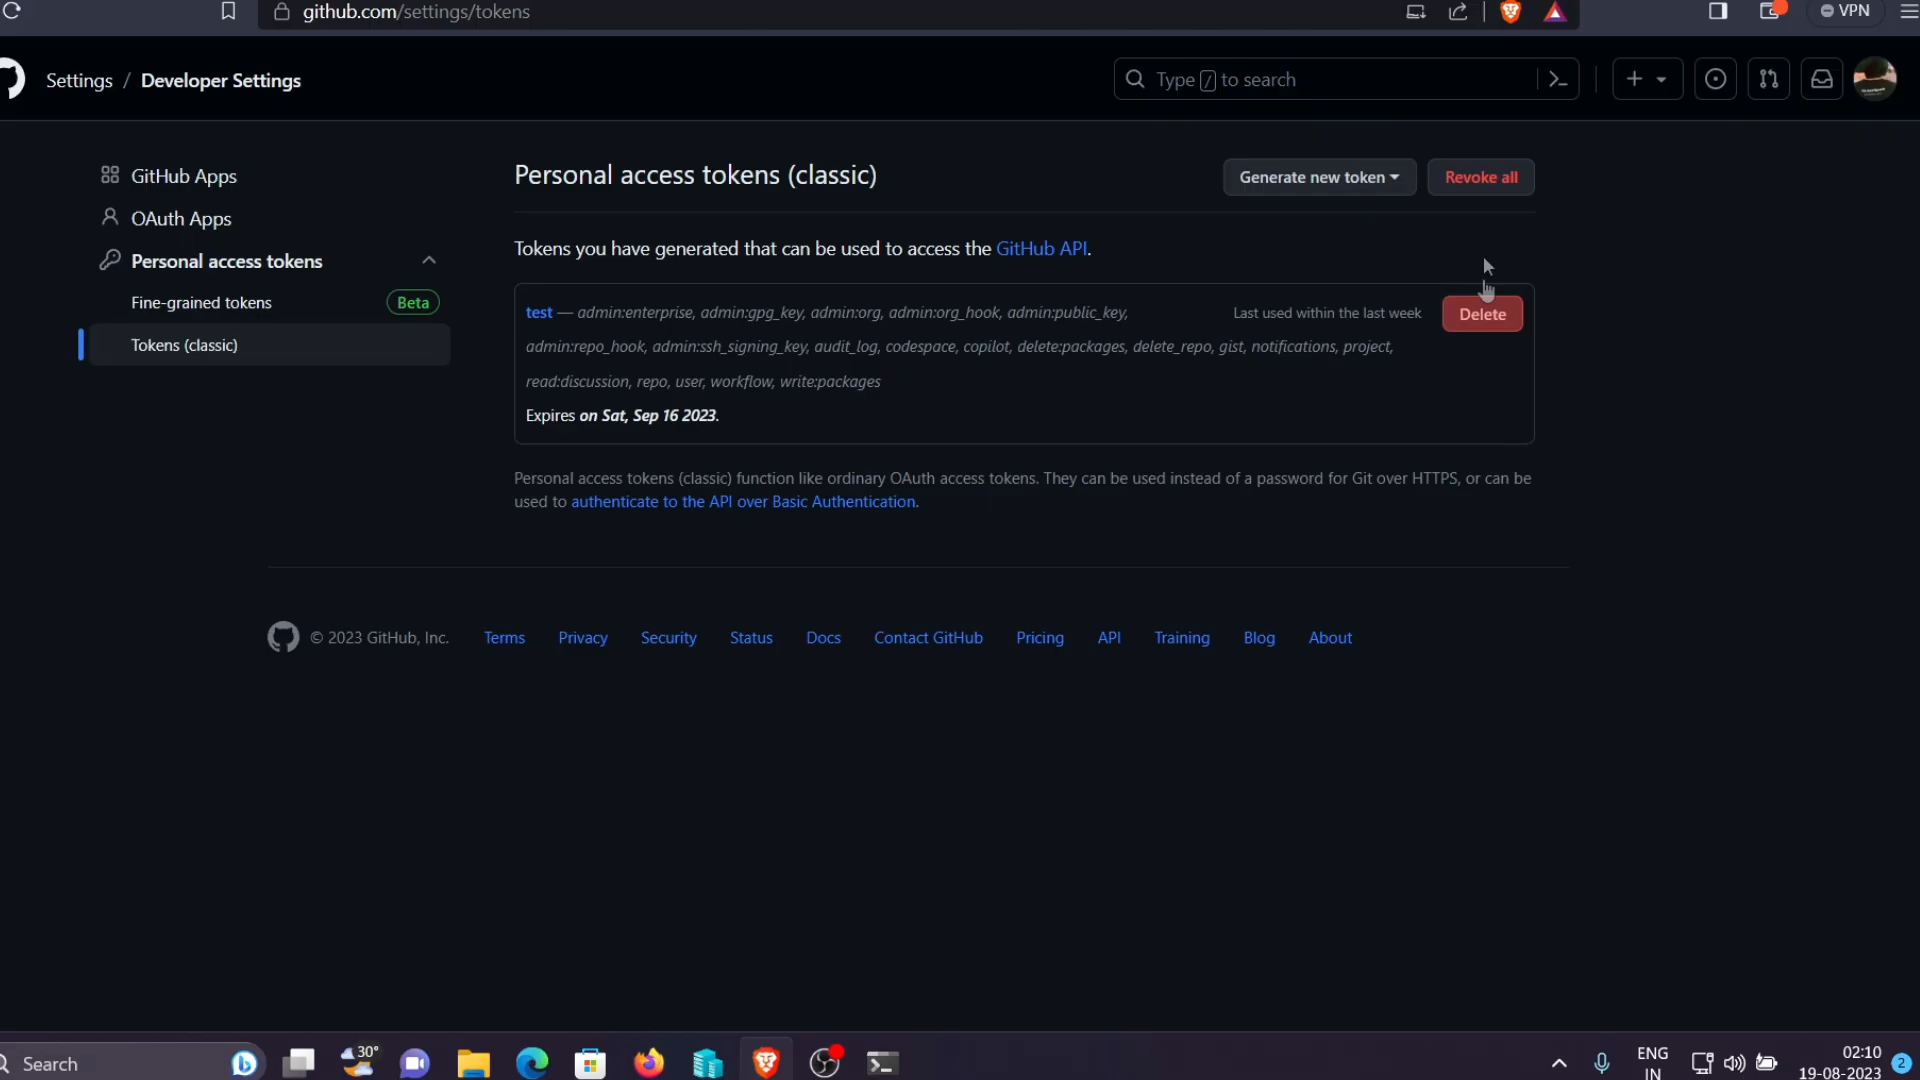 github.com/settings/tokens
VPN
Settings / Developer Settings
Type / to search
GitHub Apps
OAuth Apps
Personal access tokens
Fine-grained tokens Beta
Tokens (classic)
Personal access tokens (classic)
Generate new token
Revoke all
Tokens you have generated that can be used to access the GitHub API.
test — admin:enterprise, admin:gpg_key, admin:org, admin:org_hook, admin:public_key,
Last used within the last week
Delete
admin:repo_hook, admin:ssh_signing_key, audit_log, codespace, copilot, delete:packages, delete_repo, gist, notifications, project,
read:discussion, repo, user, workflow, write:packages
Expires on Sat, Sep 16 2023.
Personal access tokens (classic) function like ordinary OAuth access tokens. They can be used instead of a password for Git over HTTPS, or can be
used to authenticate to the API over Basic Authentication.
© 2023 GitHub, Inc. Terms Privacy Security Status Docs Contact GitHub Pricing API Training Blog About
Search
30°
ENG
IN
02:10
19-08-2023
2